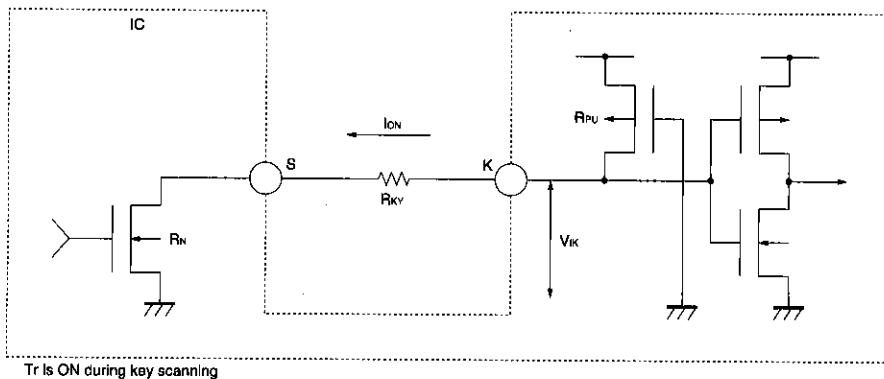 IC
ION
RPU
S
K
RKY
RN
VIK
Tr Is ON during key scanning